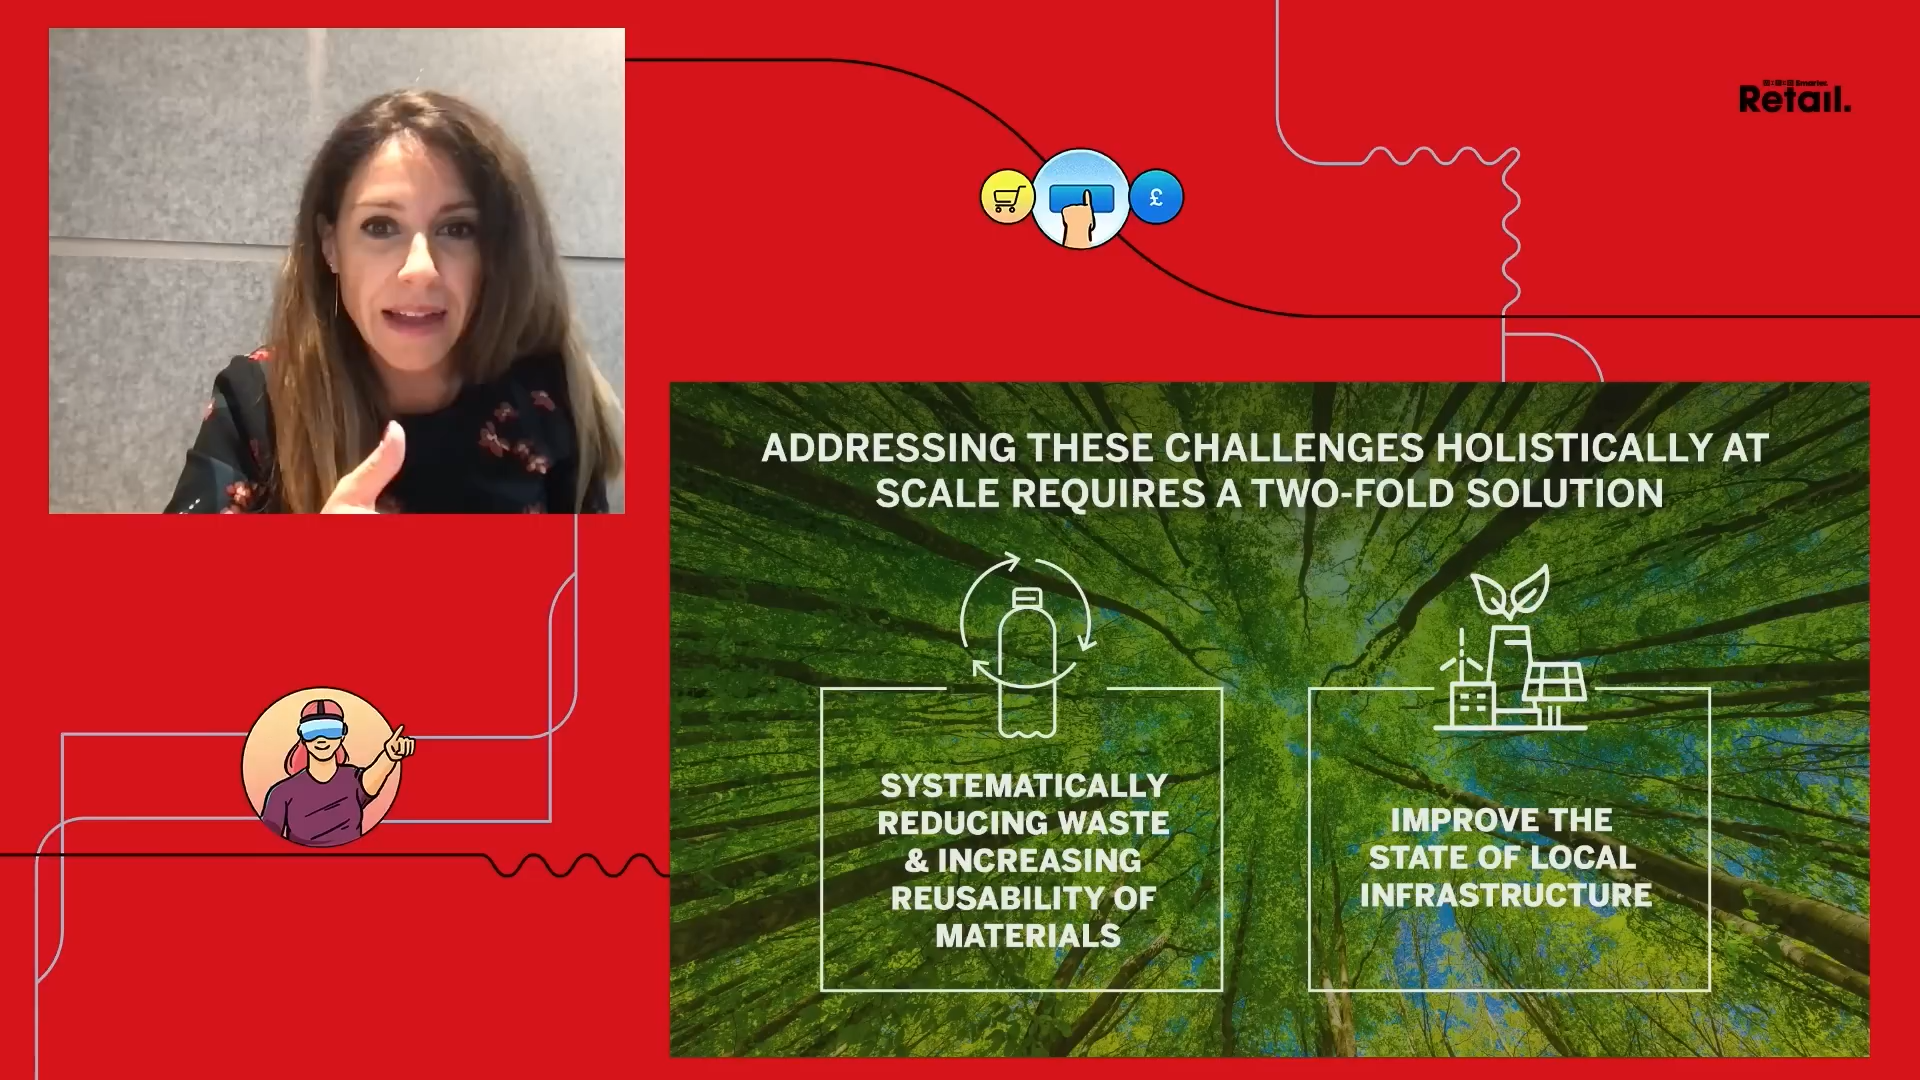 Retail.
£
ADDRESSING THESE CHALLENGES HOLISTICALLY AT
SCALE REQUIRES A TWO-FOLD SOLUTION
SYSTEMATICALLY
REDUCING WASTE
& INCREASING
REUSABILITY OF
MATERIALS
IMPROVE THE
STATE OF LOCAL
INFRASTRUCTURE